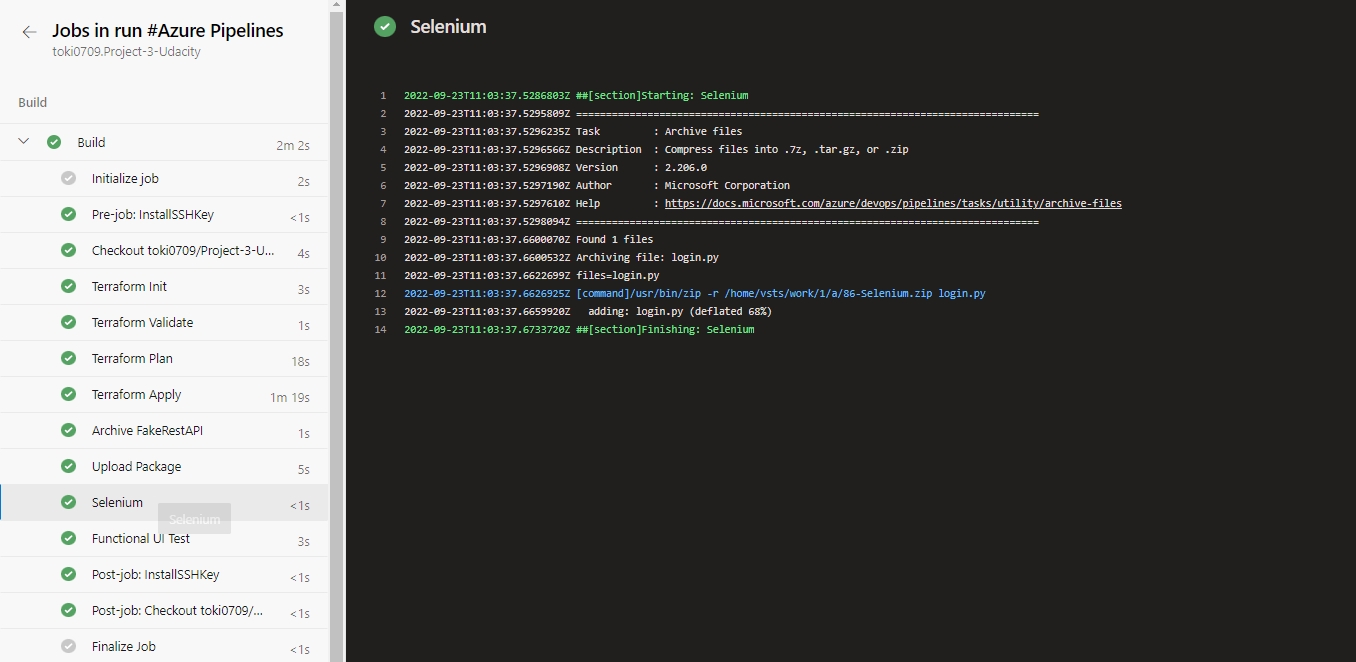 Jobs in run #Azure Pipelines
toki0709.Project-3-Udacity
Build
Build 2m 2s
Initialize job 2s
Pre-job: InstallSSHKey <1s
Checkout toki0709/Project-3-U... 4s
Terraform Init 3s
Terraform Validate 1s
Terraform Plan 18s
Terraform Apply 1m 19s
Archive FakeRestAPI 1s
Upload Package 5s
Selenium <1s
Selenium
Functional UI Test 3s
Post-job: InstallSSHKey <1s
Post-job: Checkout toki0709/... <1s
Finalize Job <1s
Selenium
1 2022-09-23T11:03:37.5286803Z ##[section]Starting: Selenium
2 2022-09-23T11:03:37.5295809Z ==============================================================================
3 2022-09-23T11:03:37.5296235Z Task         : Archive files
4 2022-09-23T11:03:37.5296566Z Description  : Compress files into .7z, .tar.gz, or .zip
5 2022-09-23T11:03:37.5296908Z Version      : 2.206.0
6 2022-09-23T11:03:37.5297190Z Author       : Microsoft Corporation
7 2022-09-23T11:03:37.5297610Z Help         : https://docs.microsoft.com/azure/devops/pipelines/tasks/utility/archive-files
8 2022-09-23T11:03:37.5298094Z ==============================================================================
9 2022-09-23T11:03:37.6600070Z Found 1 files
10 2022-09-23T11:03:37.6600532Z Archiving file: login.py
11 2022-09-23T11:03:37.6622699Z files=login.py
12 2022-09-23T11:03:37.6626925Z [command]/usr/bin/zip -r /home/vsts/work/1/a/86-Selenium.zip login.py
13 2022-09-23T11:03:37.6659920Z   adding: login.py (deflated 68%)
14 2022-09-23T11:03:37.6733720Z ##[section]Finishing: Selenium